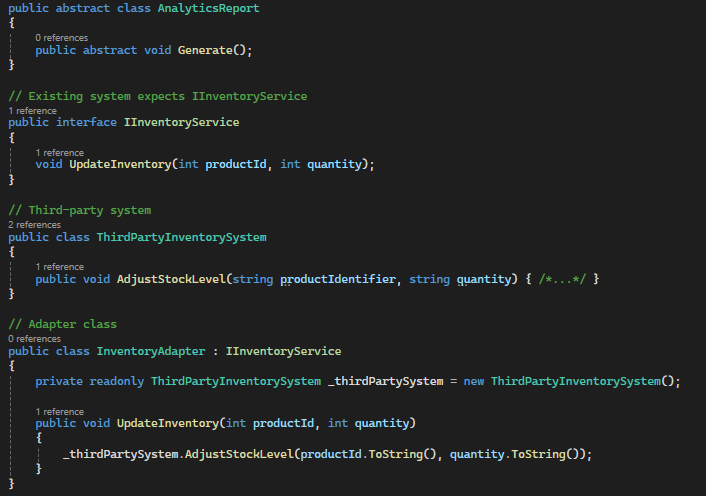 public abstract class AnalyticsReport
{
0 references
public abstract void Generate();
}
// Existing system expects IInventoryService
1 reference
public interface IInventoryService
{
1 reference
void UpdateInventory(int productId, int quantity);
}
// Third-party system
2 references
public class ThirdPartyInventorySystem
{
1 reference
public void AdjustStockLevel(string productIdentifier, string quantity) { /*...*/ }
}
// Adapter class
0 references
public class InventoryAdapter : IInventoryService
{
private readonly ThirdPartyInventorySystem _thirdPartySystem = new ThirdPartyInventorySystem();
1 reference
public void UpdateInventory(int productId, int quantity)
{
_thirdPartySystem.AdjustStockLevel(productId.ToString(), quantity.ToString());
}
}